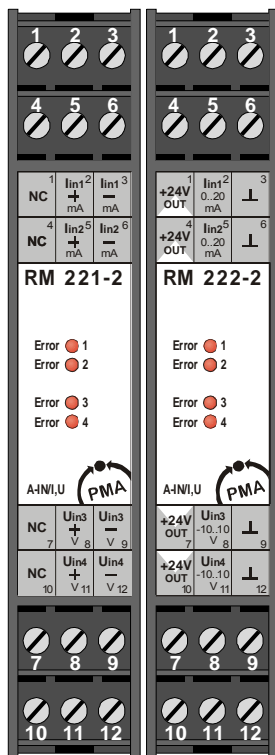 1 2 3
4 5 6
1 NC Iin1 2 + mA Iin1 3 − mA
4 NC Iin2 5 + mA Iin2 6 − mA
RM 221-2
Error 1
Error 2
Error 3
Error 4
A-IN/I,U PMA
NC 7 Uin3 + V 8 Uin3 − V 9
NC 10 Uin4 + V 11 Uin4 − V 12
7 8 9
10 11 12
1 2 3
4 5 6
1 +24V OUT Iin1 2 0..20 mA 3 ⊥
4 +24V OUT Iin2 5 0..20 mA 6 ⊥
RM 222-2
Error 1
Error 2
Error 3
Error 4
A-IN/I,U PMA
+24V OUT 7 Uin3 -10..10 V 8 ⊥ 9
+24V OUT 10 Uin4 -10..10 V 11 ⊥ 12
7 8 9
10 11 12